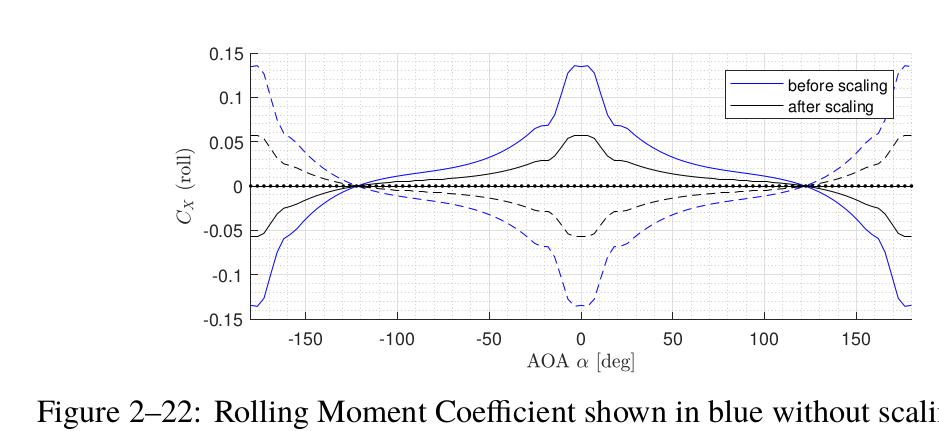 0.15
0.1
0.05
0
-0.05
-0.1
-0.15
C_X (roll)
before scaling
after scaling
-150 -100 -50 0 50 100 150
AOA α [deg]
Figure 2–22: Rolling Moment Coefficient shown in blue without scali